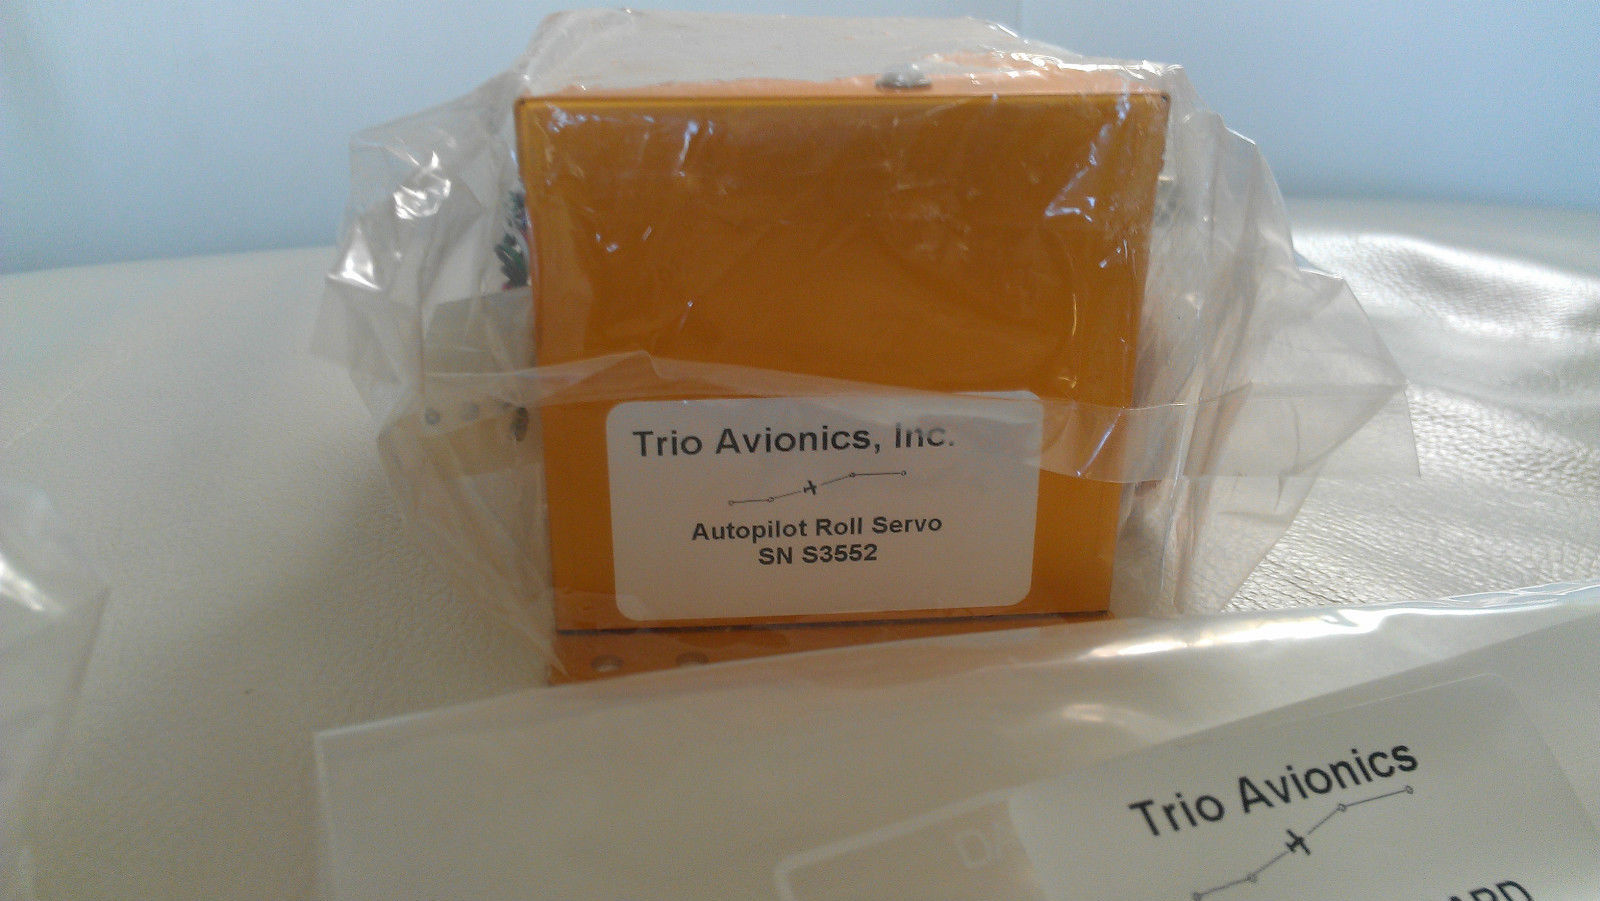 Trio Avionics, Inc.
Autopilot Roll Servo
SN S3552
Trio Avionics